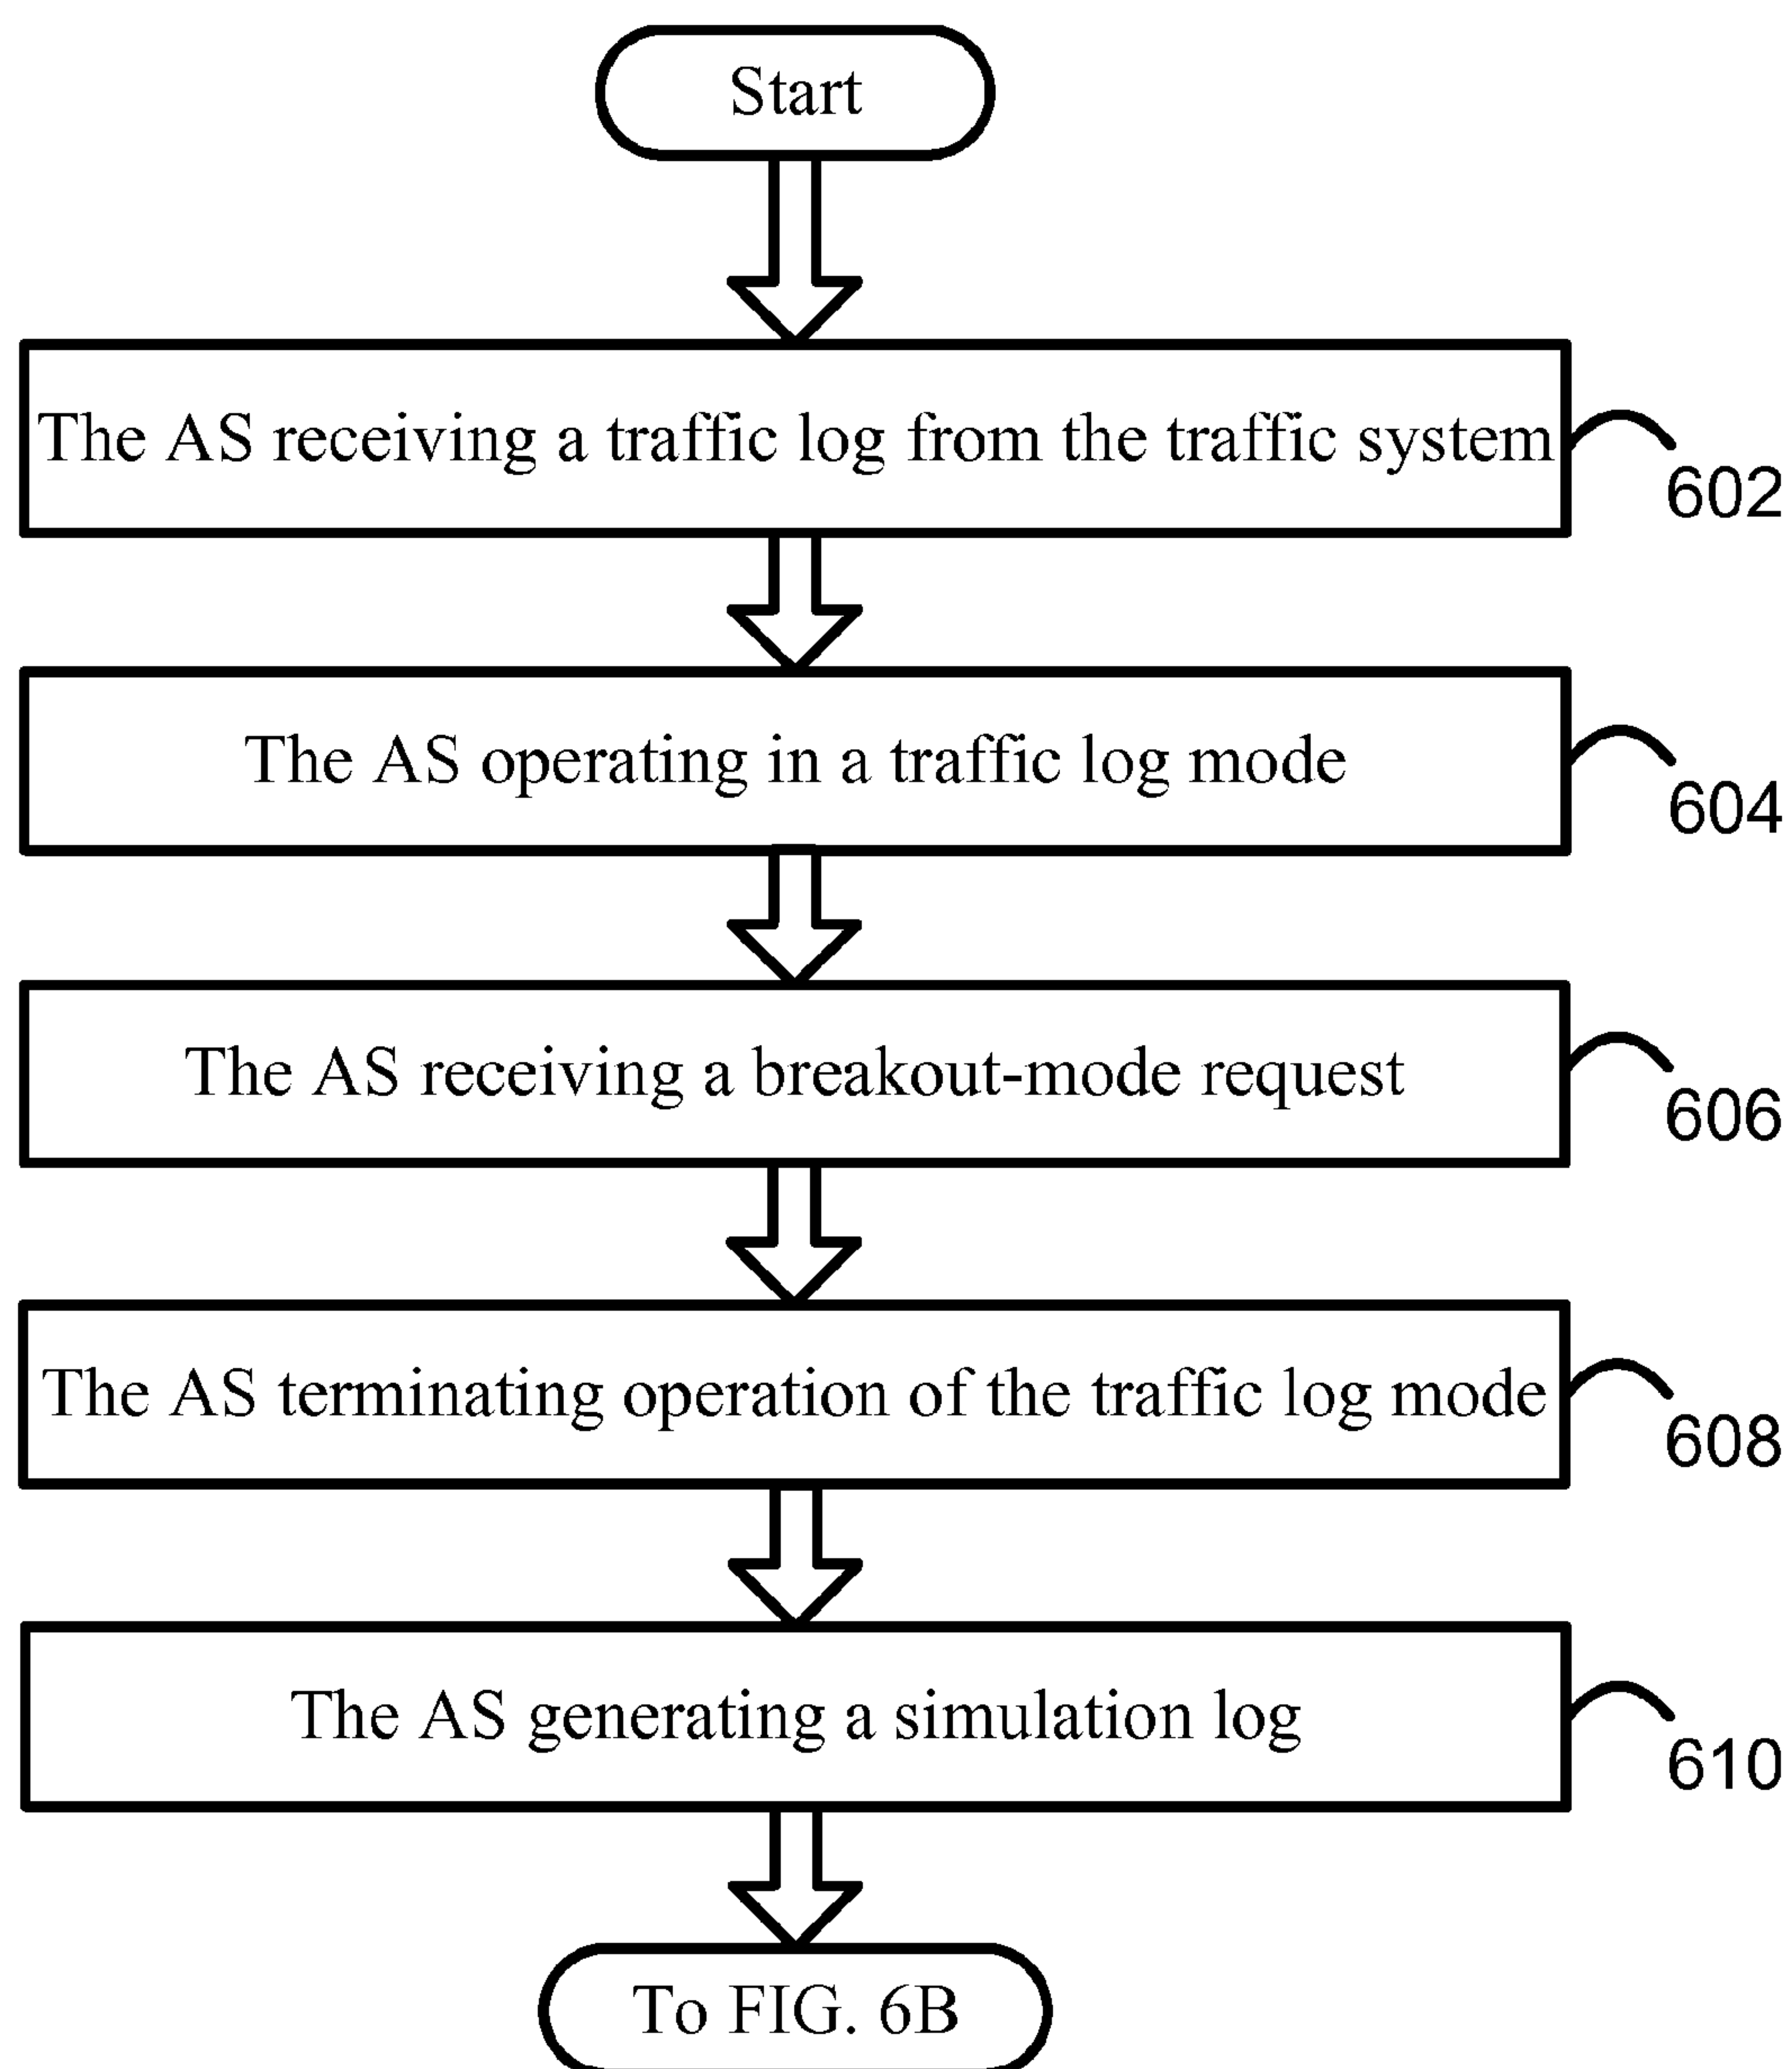 Start
The AS receiving a traffic log from the traffic system
602
The AS operating in a traffic log mode
604
The AS receiving a breakout-mode request
606
The AS terminating operation of the traffic log mode
608
The AS generating a simulation log
610
To FIG. 6B